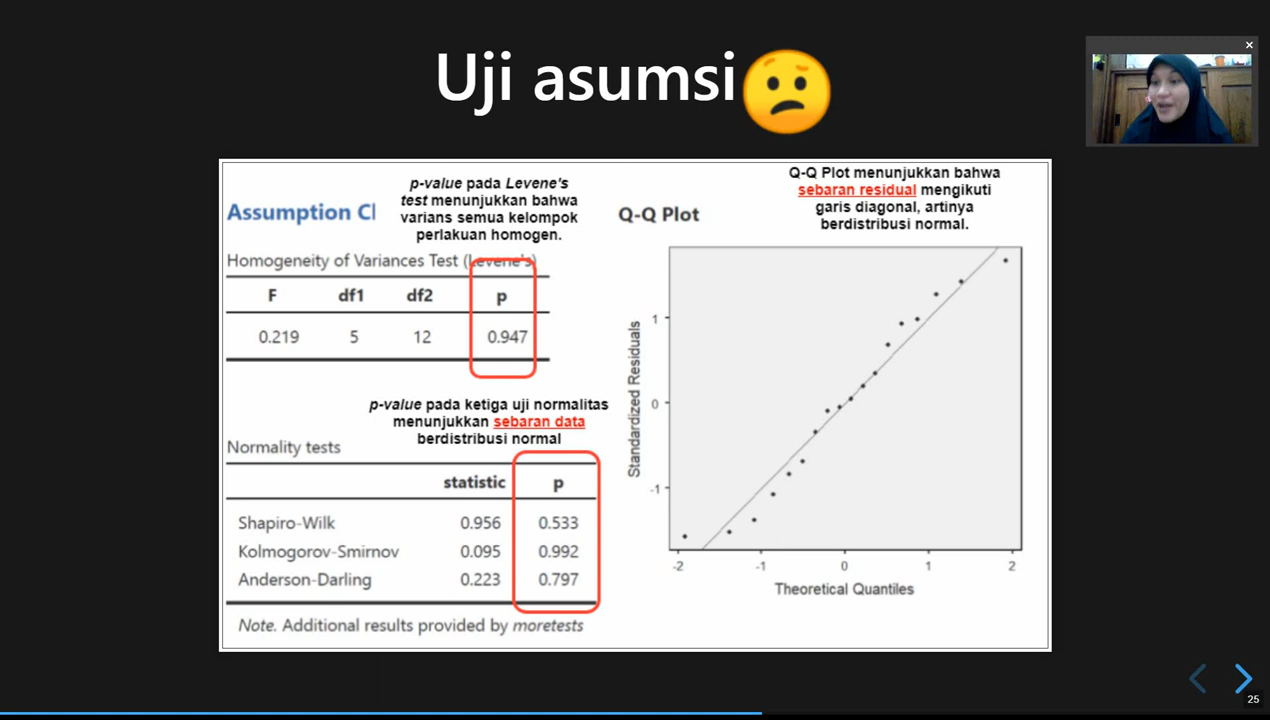 Uji asumsi
×
p-value pada Levene's
test menunjukkan bahwa
varians semua kelompok
perlakuan homogen.
Assumption Cl
Homogeneity of Variances Test (Levene's)
F df1 df2 p
0.219 5 12 0.947
p-value pada ketiga uji normalitas
menunjukkan sebaran data
berdistribusi normal
Normality tests
statistic p
Shapiro-Wilk 0.956 0.533
Kolmogorov-Smirnov 0.095 0.992
Anderson-Darling 0.223 0.797
Note. Additional results provided by moretests
Q-Q Plot menunjukkan bahwa
sebaran residual mengikuti
garis diagonal, artinya
berdistribusi normal.
Q-Q Plot
Standardized Residuals
1
0
-1
-2 -1 0 1 2
Theoretical Quantiles
25